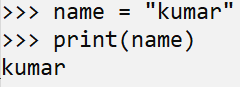 >>> name = "kumar"
>>> print(name)
kumar